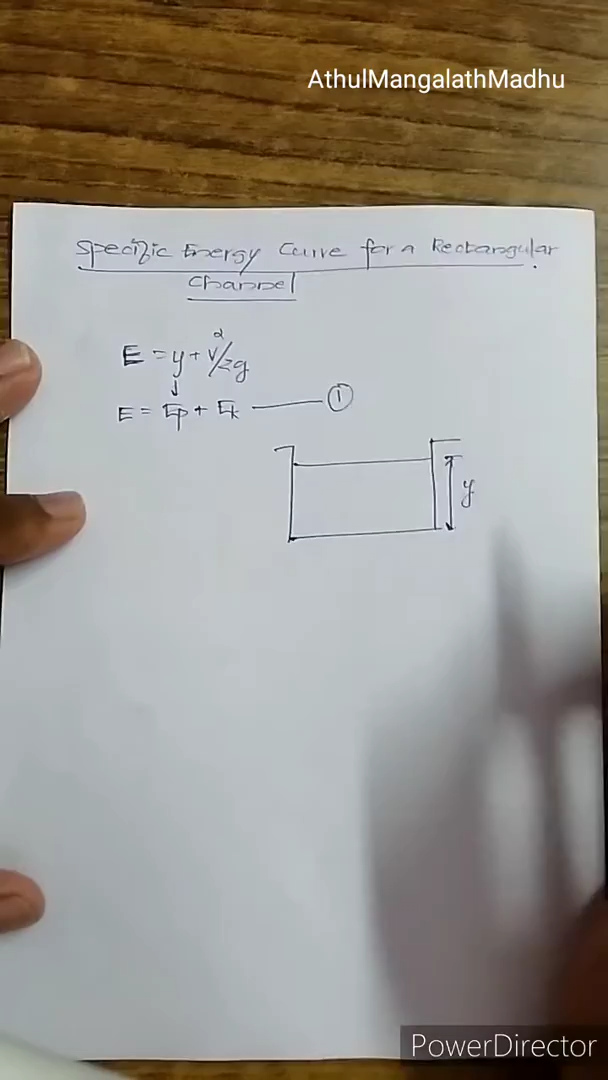 AthulMangalathMadhu
Specific Energy Curve for a Rectangular
Channel
E = y + V²/2g
↓
E = Ep + Ek ——— ①
y
PowerDirector